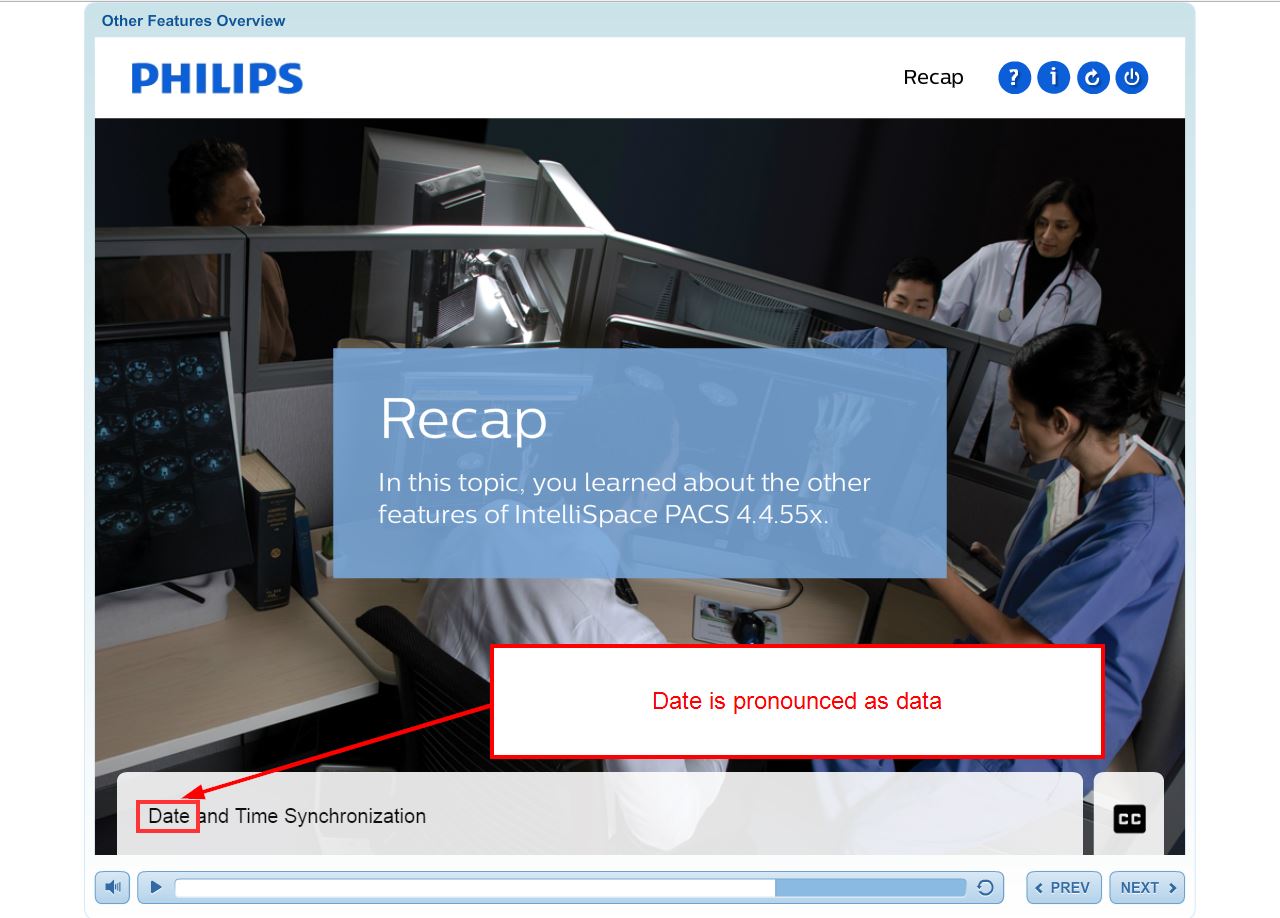 Other Features Overview
PHILIPS
Recap
? i
Recap
In this topic, you learned about the other
features of IntelliSpace PACS 4.4.55x.
Date is pronounced as data
Date and Time Synchronization
CC
PREV
NEXT